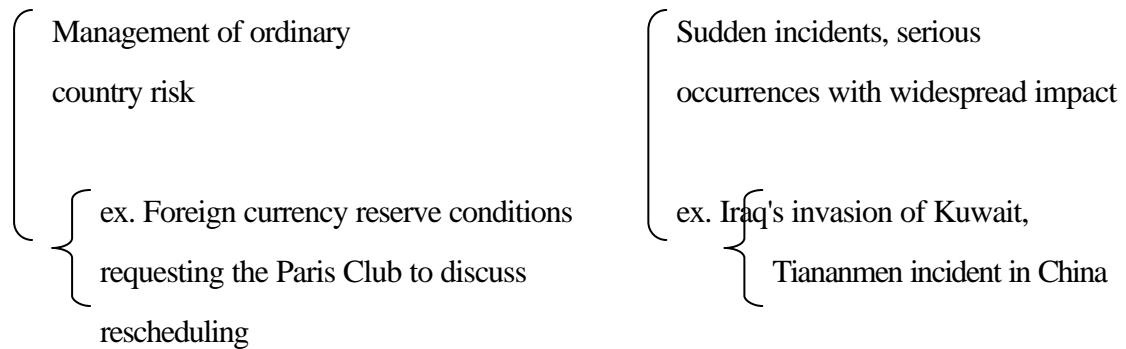 Management of ordinary
country risk
ex. Foreign currency reserve conditions
requesting the Paris Club to discuss
rescheduling
Sudden incidents, serious
occurrences with widespread impact
ex. Iraq's invasion of Kuwait,
Tiananmen incident in China